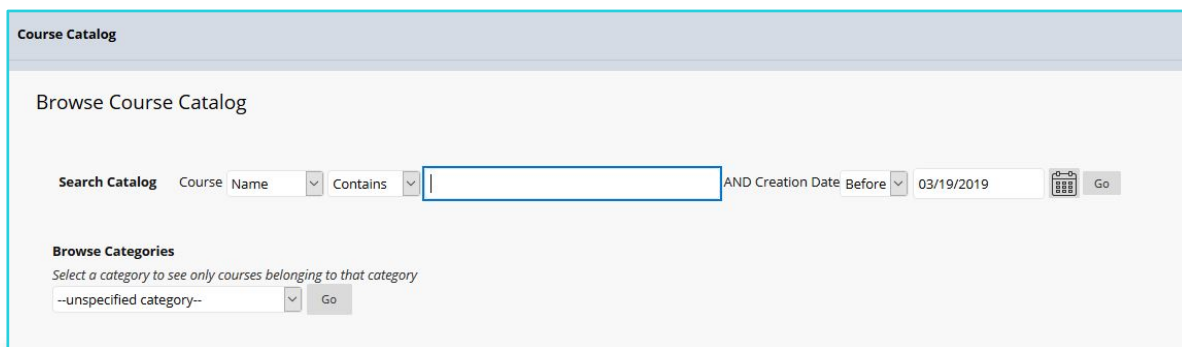 Course Catalog
Browse Course Catalog
Search Catalog Course Name Contains AND Creation Date Before 03/19/2019 Go
Browse Categories
Select a category to see only courses belonging to that category
--unspecified category-- Go